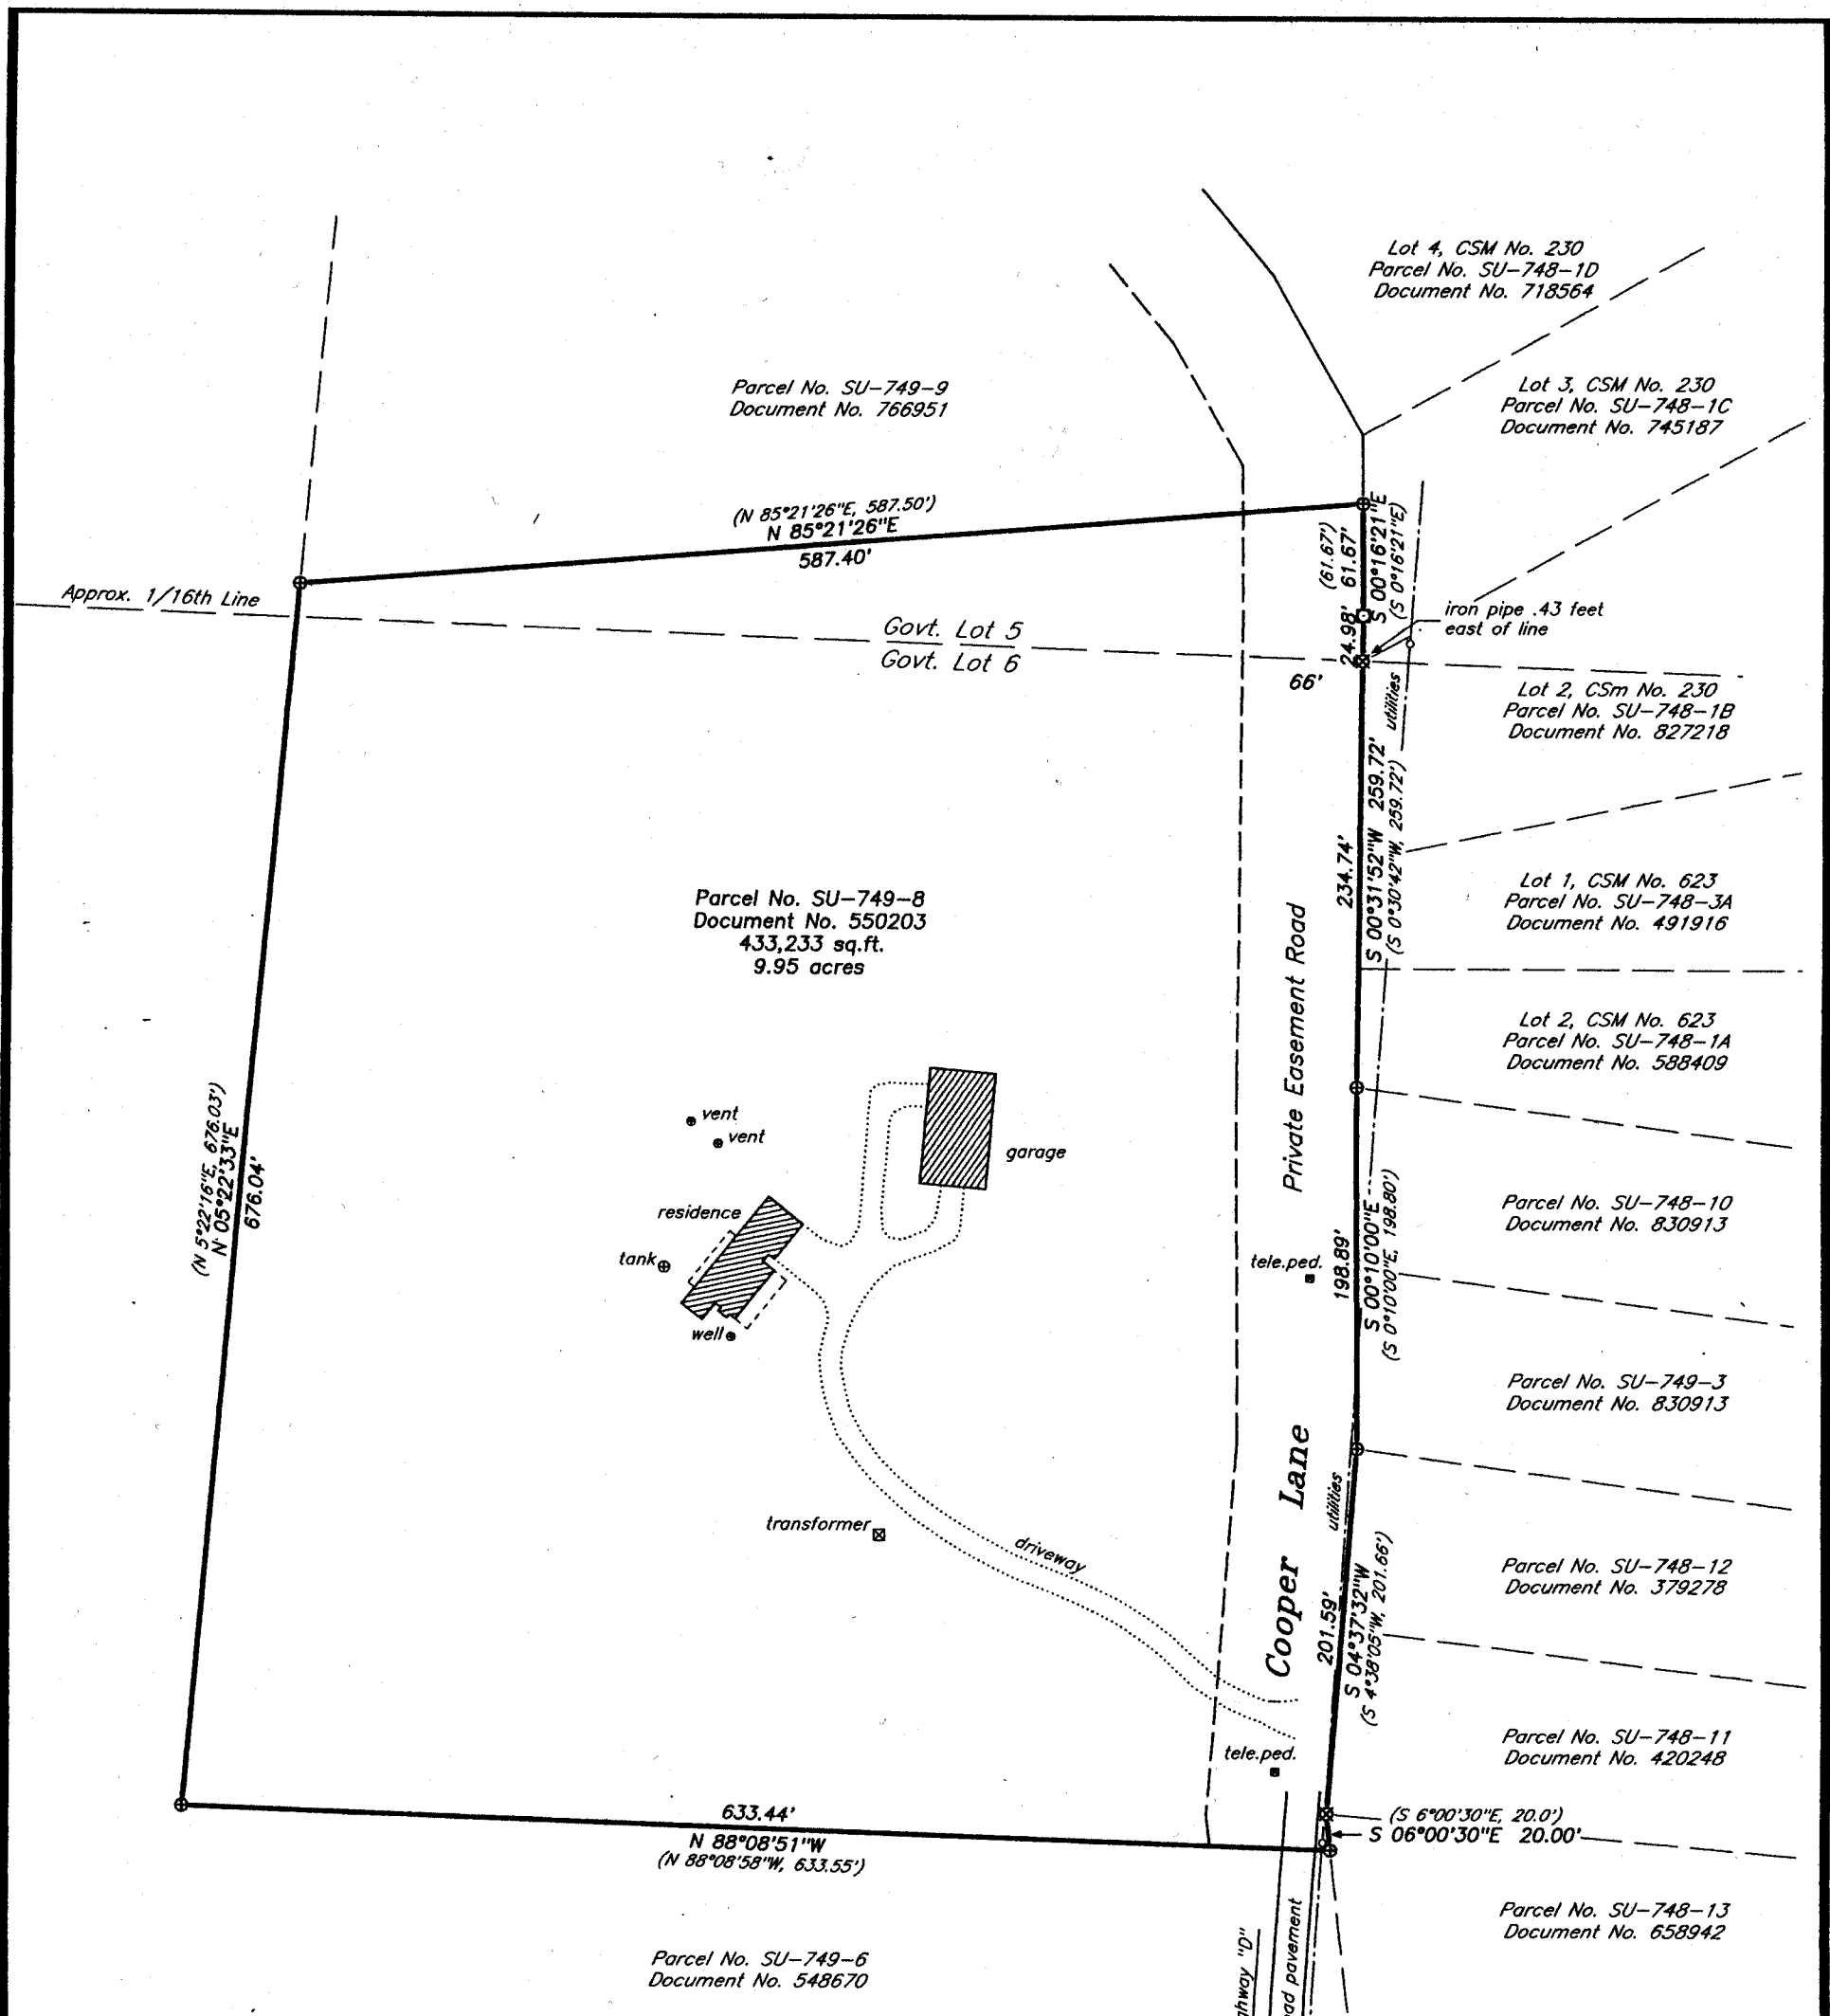 Lot 4, CSM No. 230
Parcel No. SU-748-1D
Document No. 718564
Parcel No. SU-749-9
Document No. 766951
Lot 3, CSM No. 230
Parcel No. SU-748-1C
Document No. 745187
(N 85°21'26"E, 587.50')
N 85°21'26"E
587.40'
(61.67')
61.67'
S 00°16'21"E
(S 0°16'21"E)
Approx. 1/16th Line
Govt. Lot 5
Govt. Lot 6
24.98'
iron pipe .43 feet
east of line
66'
utilities
Lot 2, CSm No. 230
Parcel No. SU-748-1B
Document No. 827218
234.74'
S 00°31'52"W 259.72'
(S 0°30'42"W, 259.72')
Parcel No. SU-749-8
Document No. 550203
433,233 sq.ft.
9.95 acres
Lot 1, CSM No. 623
Parcel No. SU-748-3A
Document No. 491916
Private Easement Road
Lot 2, CSM No. 623
Parcel No. SU-748-1A
Document No. 588409
vent
vent
garage
(N 5°22'16"E, 676.03')
N 05°22'33"E
676.04'
residence
tank
well
tele.ped.
198.89'
S 00°10'00"E
(S 0°10'00"E, 198.80')
Parcel No. SU-748-10
Document No. 830913
Parcel No. SU-749-3
Document No. 830913
Cooper Lane
utilities
transformer
driveway
201.59'
S 04°37'32"W
(S 4°38'05"W, 201.66')
Parcel No. SU-748-12
Document No. 379278
Parcel No. SU-748-11
Document No. 420248
tele.ped.
633.44'
N 88°08'51"W
(N 88°08'58"W, 633.55')
(S 6°00'30"E, 20.0')
S 06°00'30"E 20.00'
Parcel No. SU-748-13
Document No. 658942
Parcel No. SU-749-6
Document No. 548670
hway "D"
ad pavement